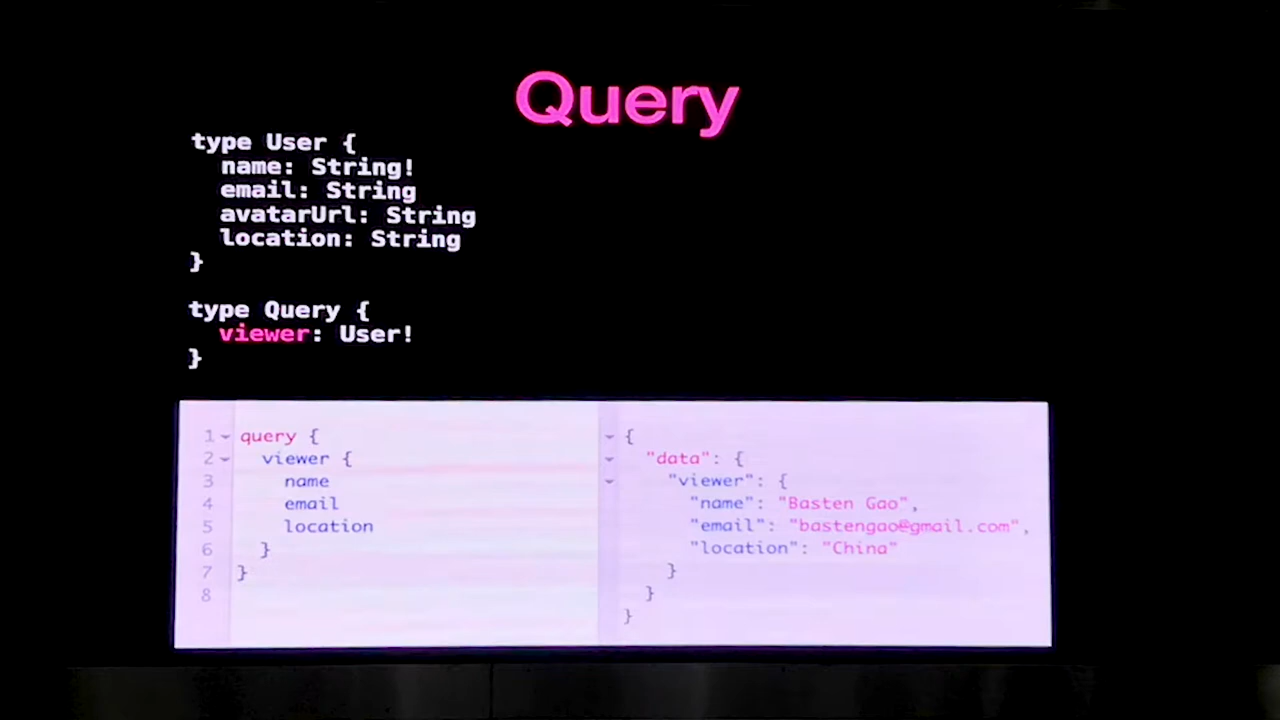 Query
type User {
  name: String!
  email: String
  avatarUrl: String
  location: String
}
type Query {
  viewer: User!
}
1 query {
2   viewer {
3     name
4     email
5     location
6   }
7 }
8
{
  "data": {
    "viewer": {
      "name": "Basten Gao",
      "email": "bastengao@gmail.com",
      "location": "China"
    }
  }
}